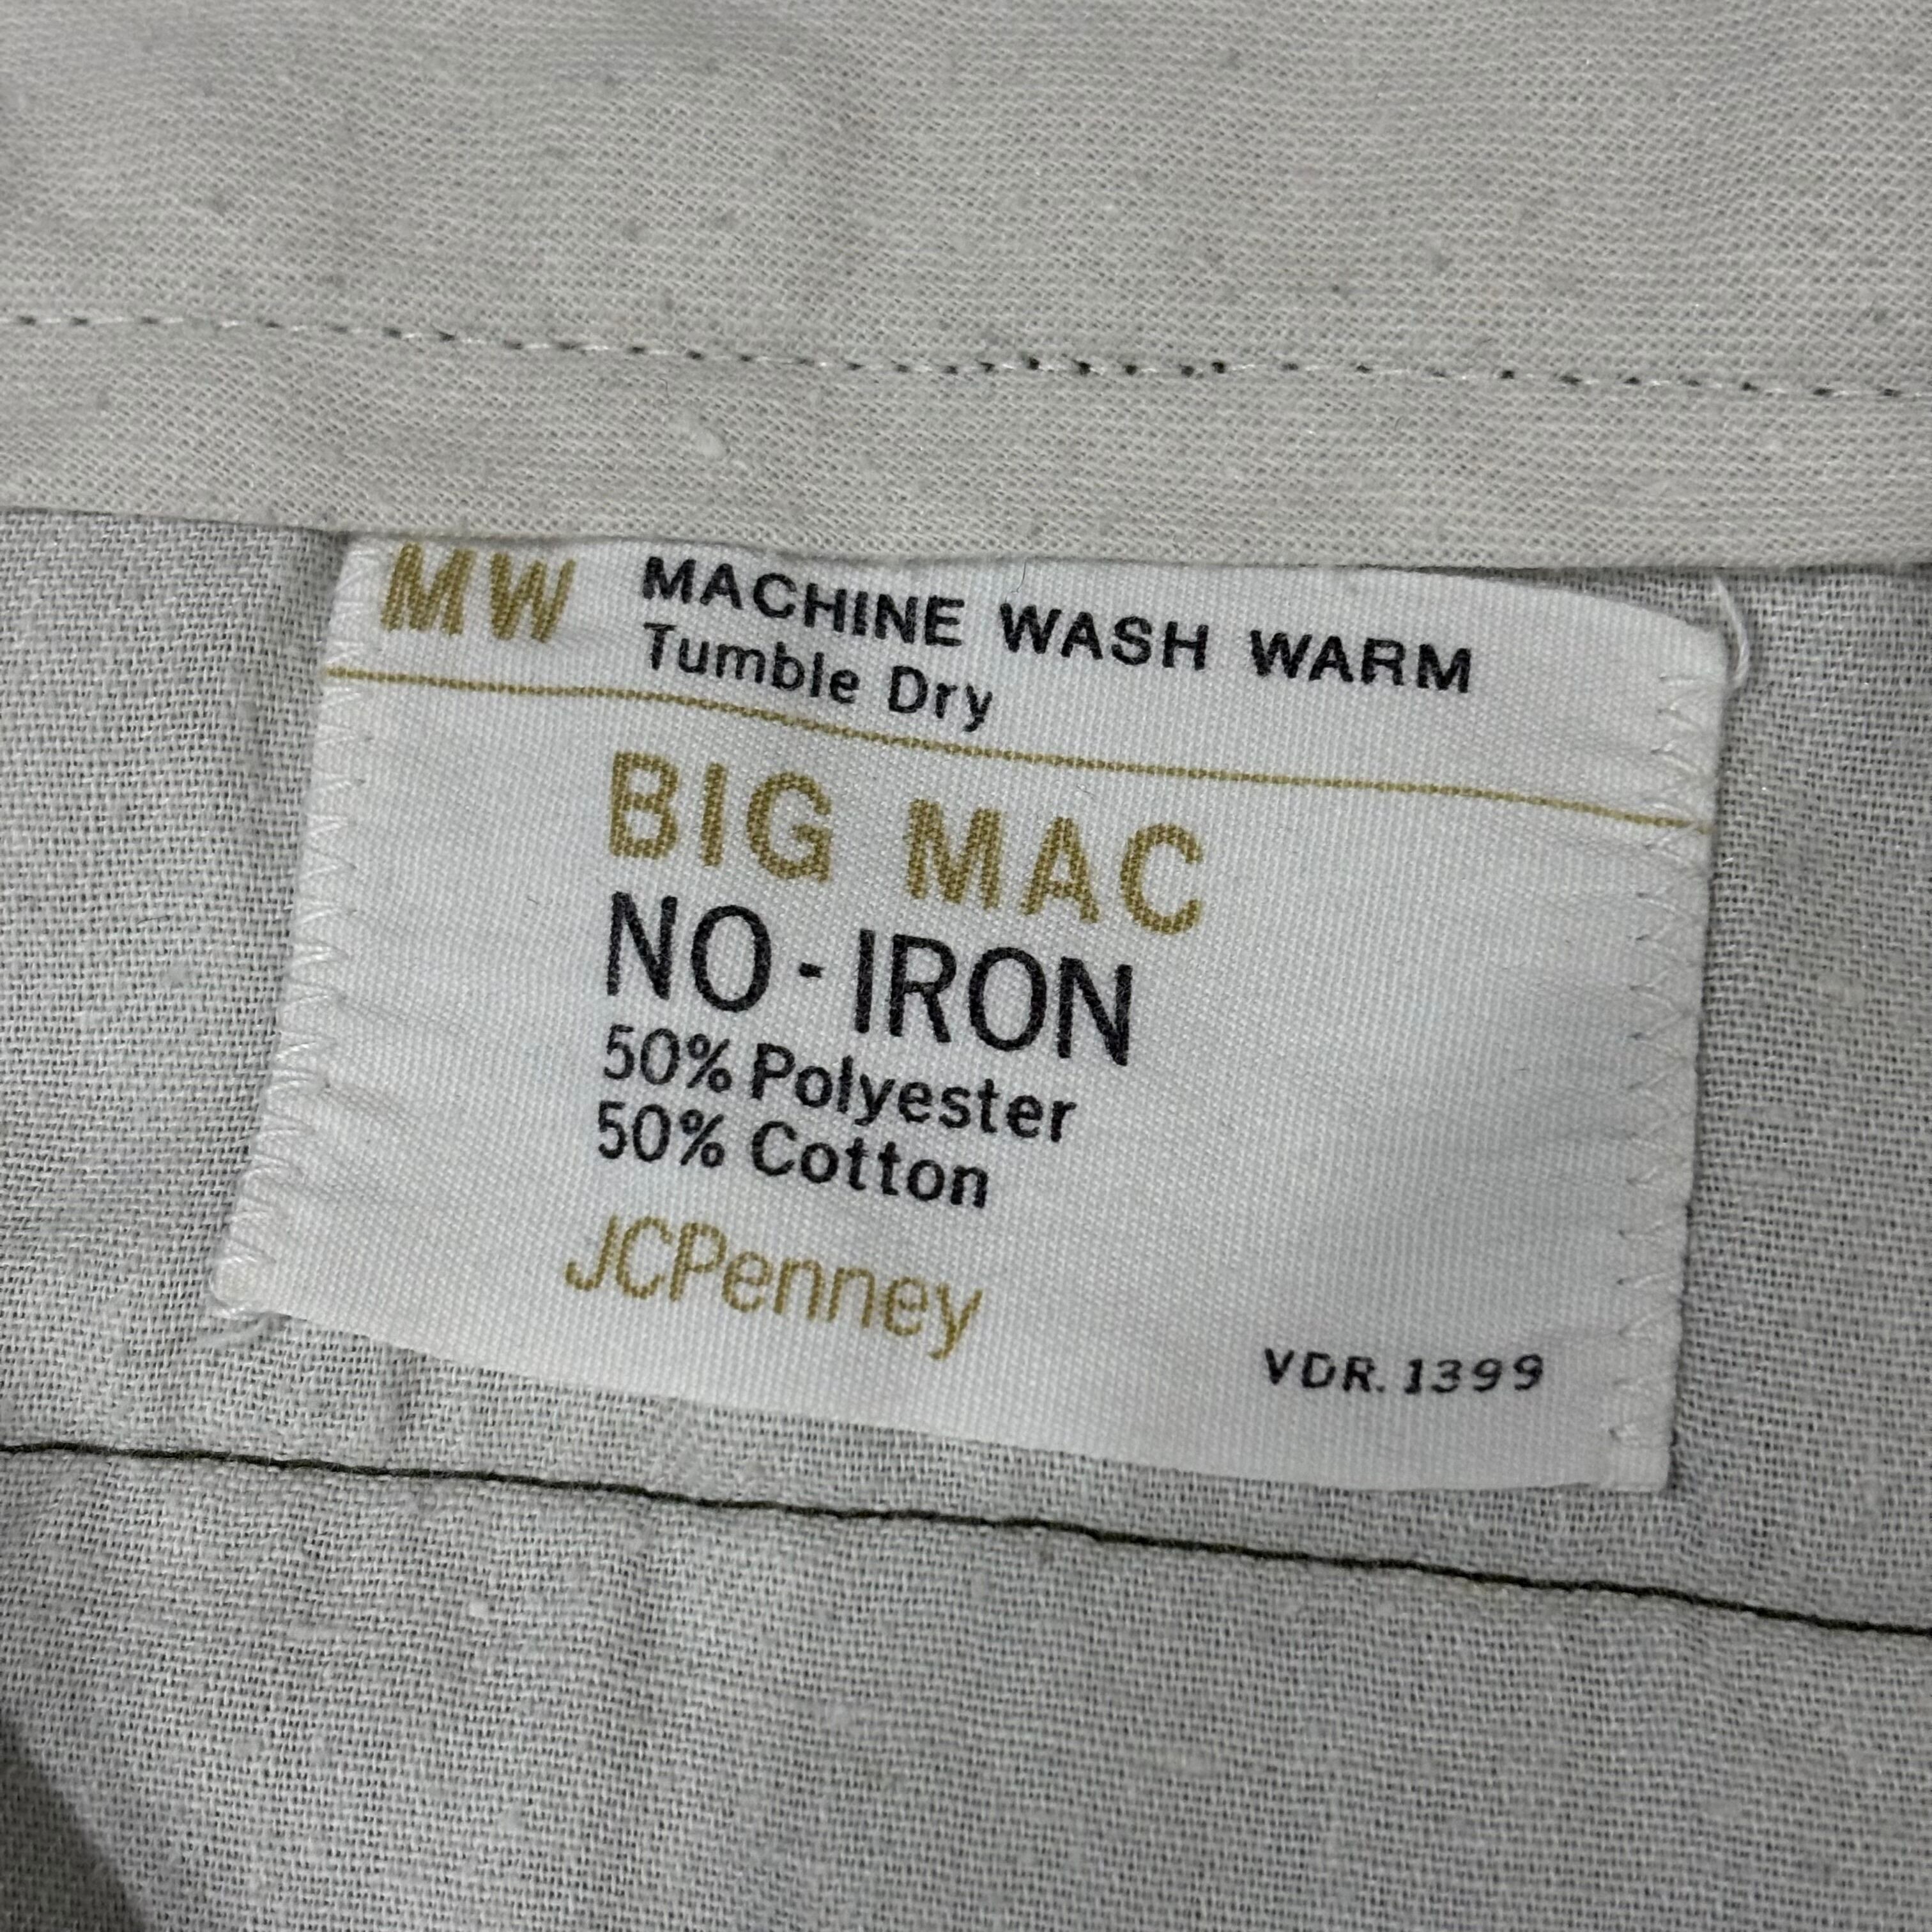 MW MACHINE WASH WARM
Tumble Dry
BIG MAC
NO-IRON
50% Polyester
50% Cotton
JCPenney
VDR. 1399